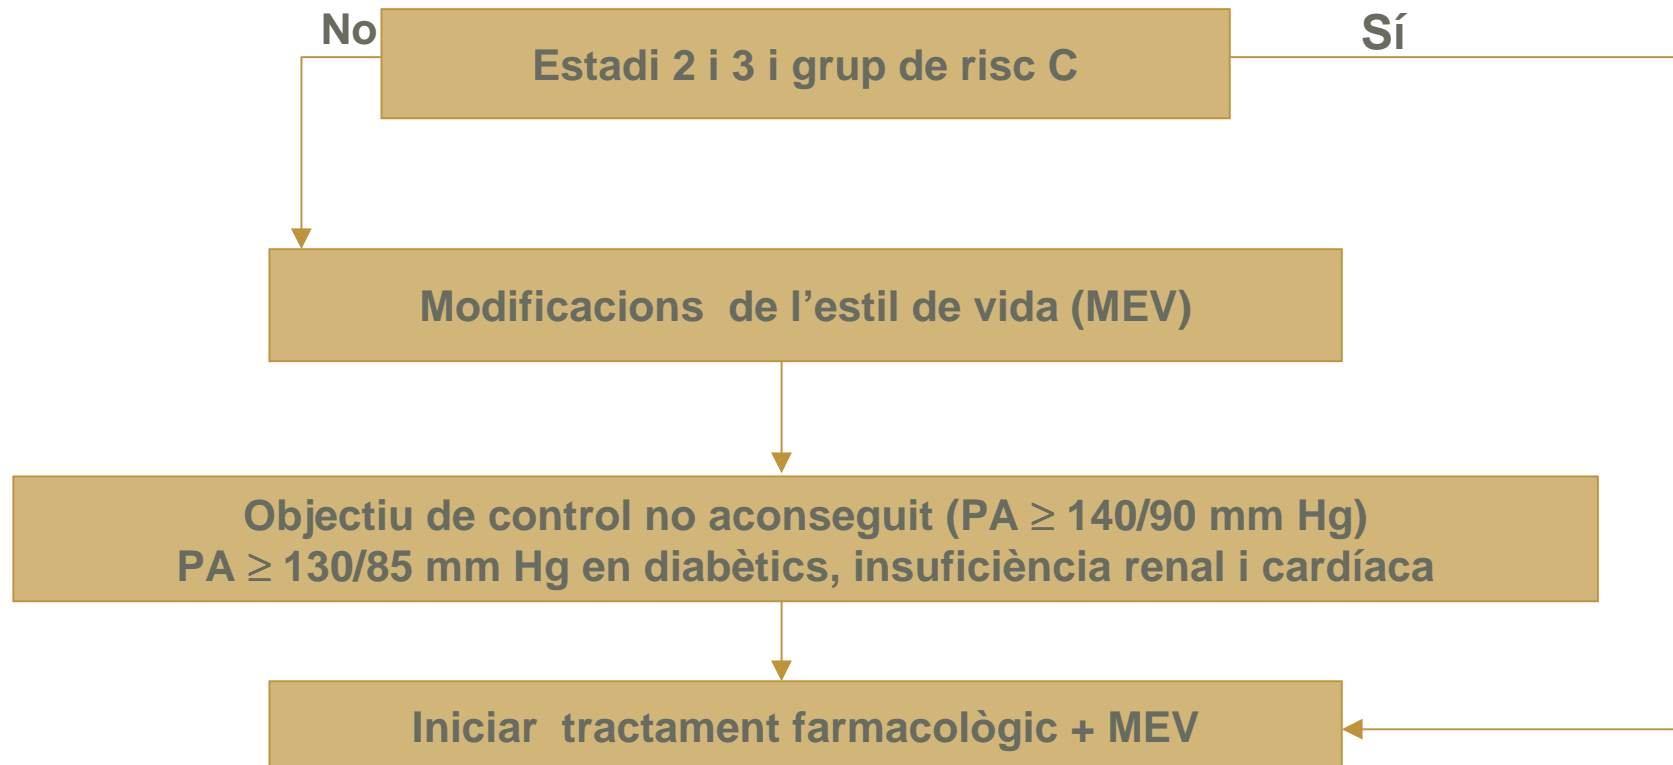 No
Sí
Estadi 2 i 3 i grup de risc C
Modificacions de l’estil de vida (MEV)
Objectiu de control no aconseguit (PA ≥ 140/90 mm Hg)
PA ≥ 130/85 mm Hg en diabètics, insuficiència renal i cardíaca
Iniciar tractament farmacològic + MEV